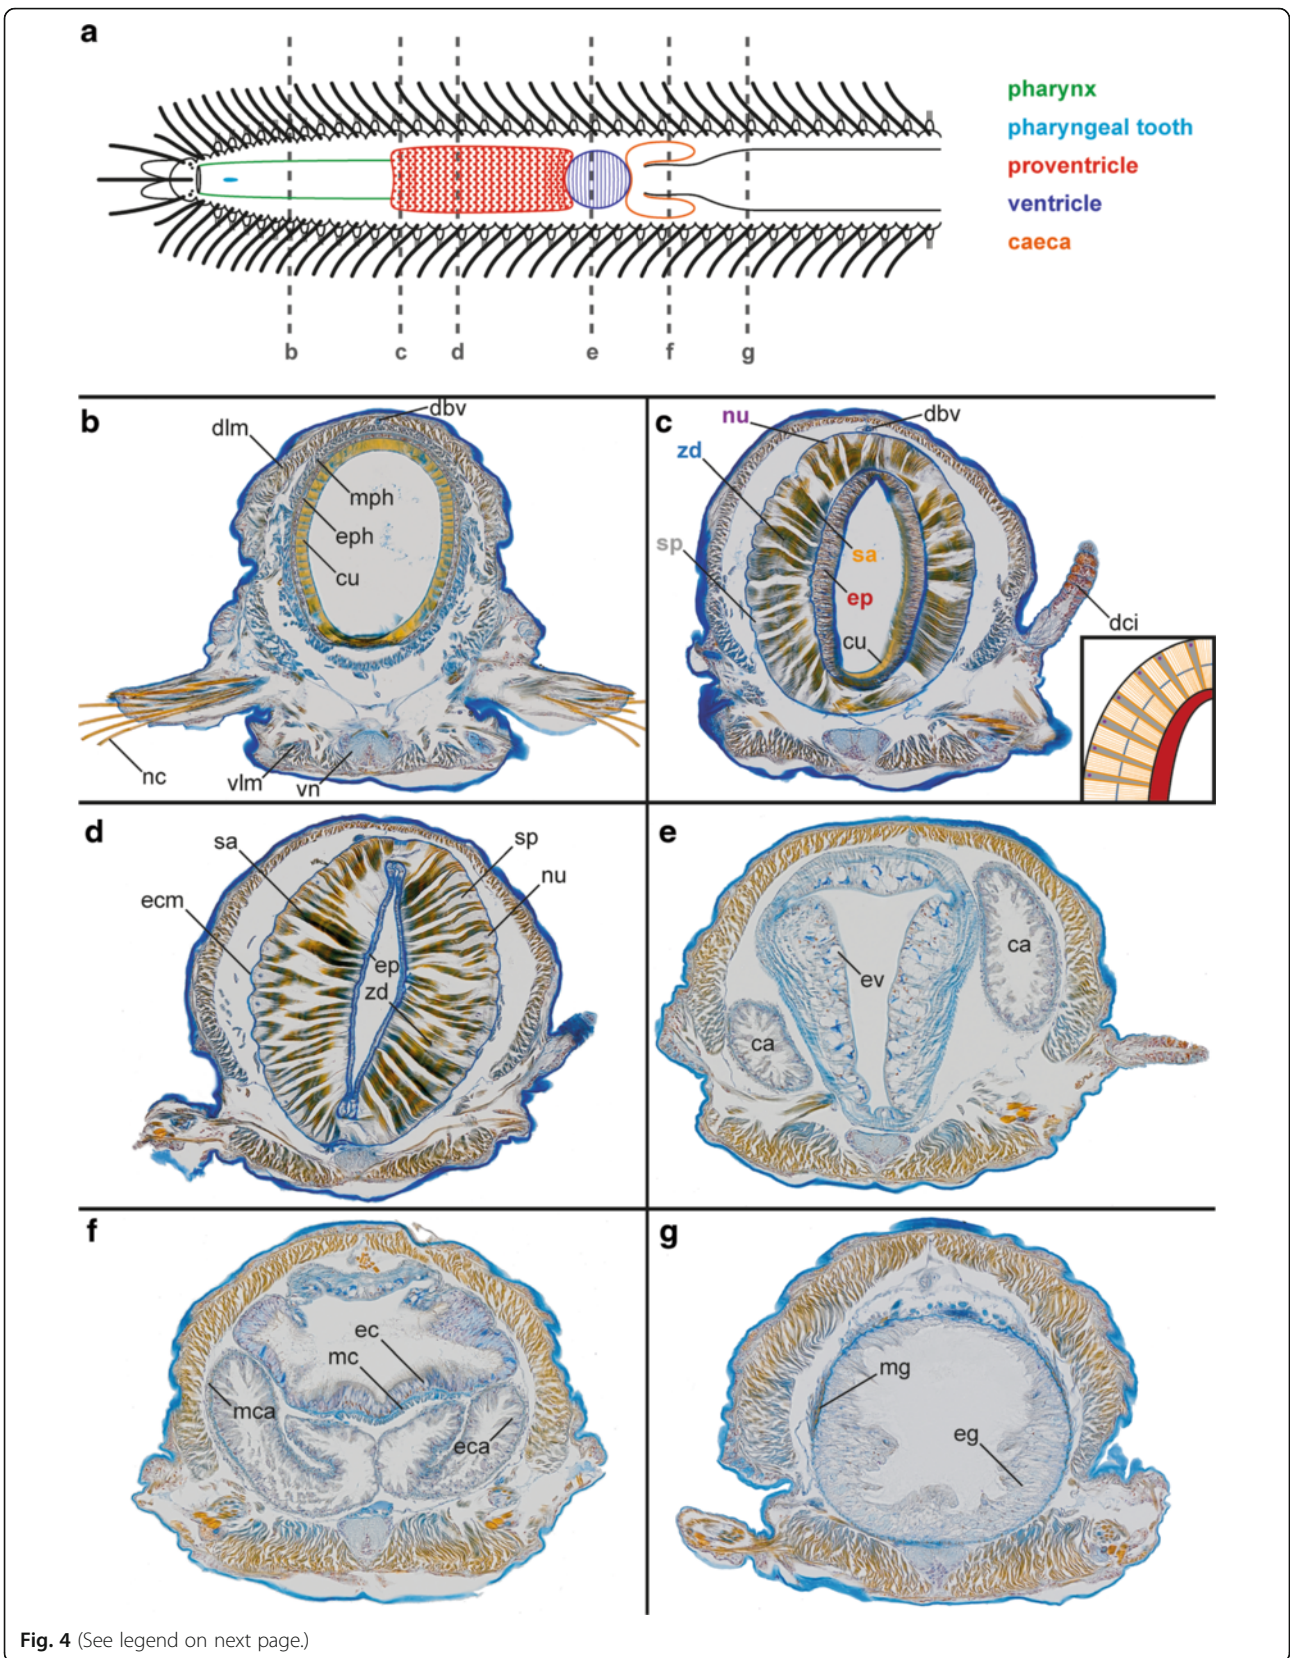 a
pharynx
pharyngeal tooth
proventricle
ventricle
caeca
b c d e f g
b
dbv
dlm
mph
eph
cu
nc
vlm
vn
c
nu
dbv
zd
sp
sa
ep
cu
dci
d
sa
sp
ecm
nu
ep
zd
e
ca
ev
ca
f
ec
mc
mca
eca
g
mg
eg
Fig. 4 (See legend on next page.)